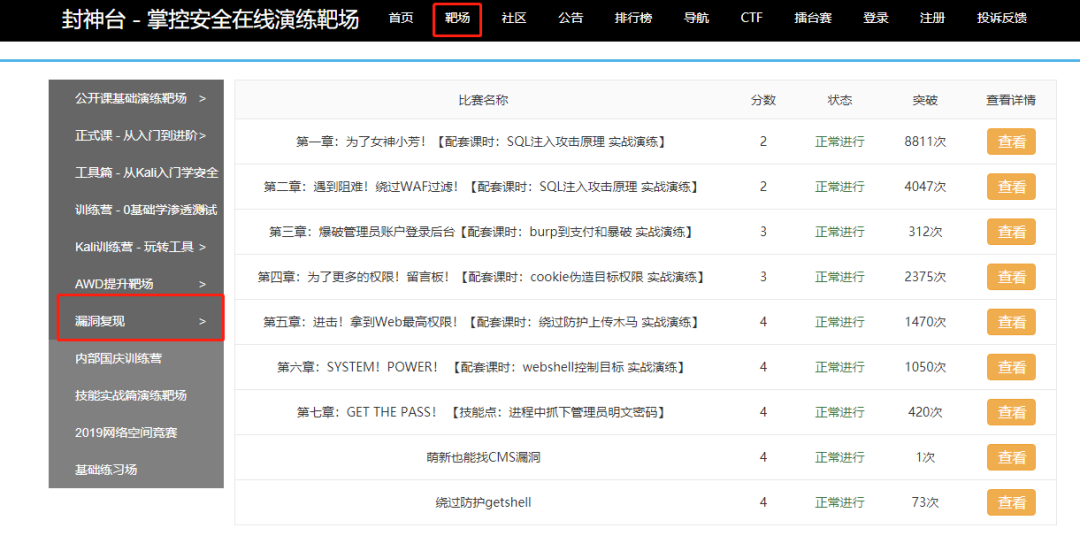 封神台 - 掌控安全在线演练靶场 首页 靶场 社区 公告 排行榜 导航 CTF 擂台赛 登录 注册 投诉反馈
公开课基础演练靶场 >
正式课 - 从入门到进阶>
工具篇 - 从Kali入门学安全
训练营 - 0基础学渗透测试
Kali训练营 - 玩转工具 >
AWD提升靶场 >
漏洞复现 >
内部国庆训练营
技能实战篇演练靶场
2019网络空间竞赛
基础练习场
比赛名称 分数 状态 突破 查看详情
第一章：为了女神小芳！【配套课时：SQL注入攻击原理 实战演练】 2 正常进行 8811次 查看
第二章：遇到阻难！绕过WAF过滤！【配套课时：SQL注入攻击原理 实战演练】 2 正常进行 4047次 查看
第三章：爆破管理员账户登录后台【配套课时：burp到支付和暴破 实战演练】 3 正常进行 312次 查看
第四章：为了更多的权限！留言板！【配套课时：cookie伪造目标权限 实战演练】 3 正常进行 2375次 查看
第五章：进击！拿到Web最高权限！【配套课时：绕过防护上传木马 实战演练】 4 正常进行 1470次 查看
第六章：SYSTEM！POWER！【配套课时：webshell控制目标 实战演练】 4 正常进行 1050次 查看
第七章：GET THE PASS！【技能点：进程中抓下管理员明文密码】 4 正常进行 420次 查看
萌新也能找CMS漏洞 4 正常进行 1次 查看
绕过防护getshell 4 正常进行 73次 查看